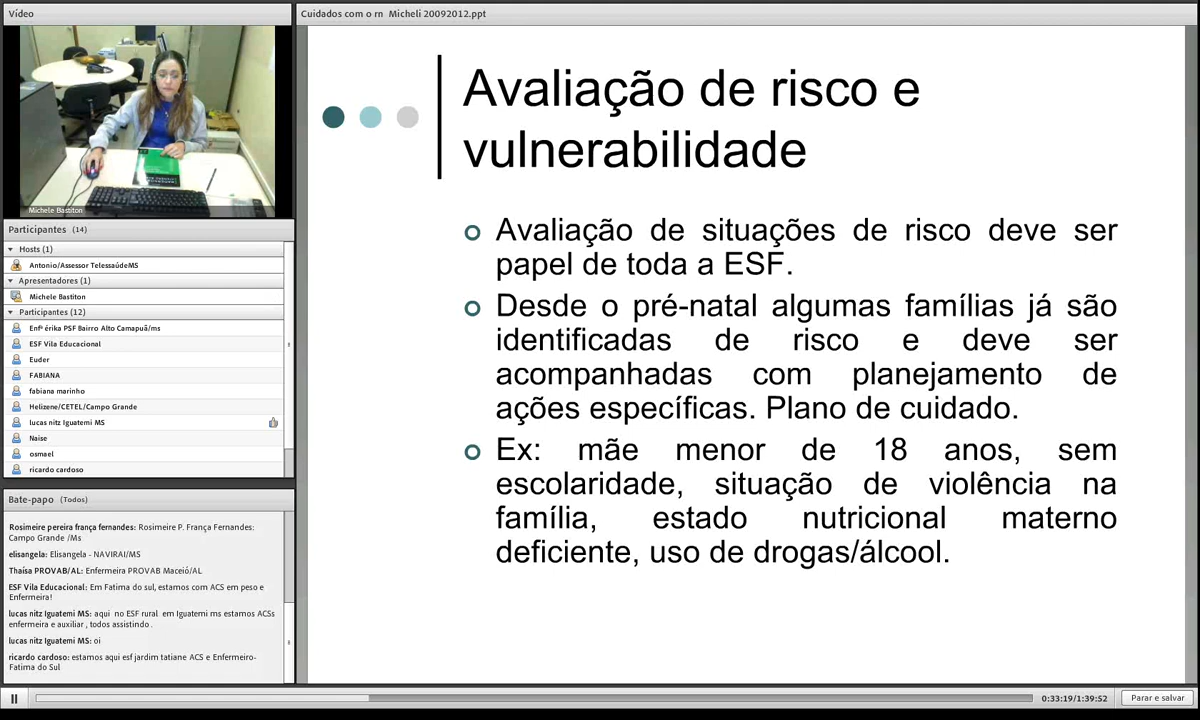 Vídeo
Michele Bastiton
Participantes (14)
Hosts (1)
Antonio/Assessor TelessaúdeMS
Apresentadores (1)
Michele Bastiton
Participantes (12)
Enfª érika PSF Bairro Alto Camapuã/ms
ESF Vila Educacional
Euder
FABIANA
fabiana marinho
Helizene/CETEL/Campo Grande
lucas nitz Iguatemi MS
Naise
osmael
ricardo cardoso
Bate-papo (Todos)
Rosimeire pereira frança fernandes: Rosimeire P. França Fernandes:
Campo Grande /Ms
elisangela: Elisangela - NAVIRAI/MS
Thaísa PROVAB/AL: Enfermeira PROVAB Maceió/AL
ESF Vila Educacional: Em Fatima do sul, estamos com ACS em peso e
Enfermeira!
lucas nitz Iguatemi MS: aqui no ESF rural em Iguatemi ms estamos ACSs
enfermeira e auxiliar , todos assistindo .
lucas nitz Iguatemi MS: oi
ricardo cardoso: estamos aqui esf jardim tatiane ACS e Enfermeiro-
Fatima do Sul
Cuidados com o rn Micheli 20092012.ppt
Avaliação de risco e
vulnerabilidade
Avaliação de situações de risco deve ser
papel de toda a ESF.
Desde o pré-natal algumas famílias já são
identificadas de risco e deve ser
acompanhadas com planejamento de
ações específicas. Plano de cuidado.
Ex: mãe menor de 18 anos, sem
escolaridade, situação de violência na
família, estado nutricional materno
deficiente, uso de drogas/álcool.
0:33:19/1:39:52
Parar e salvar